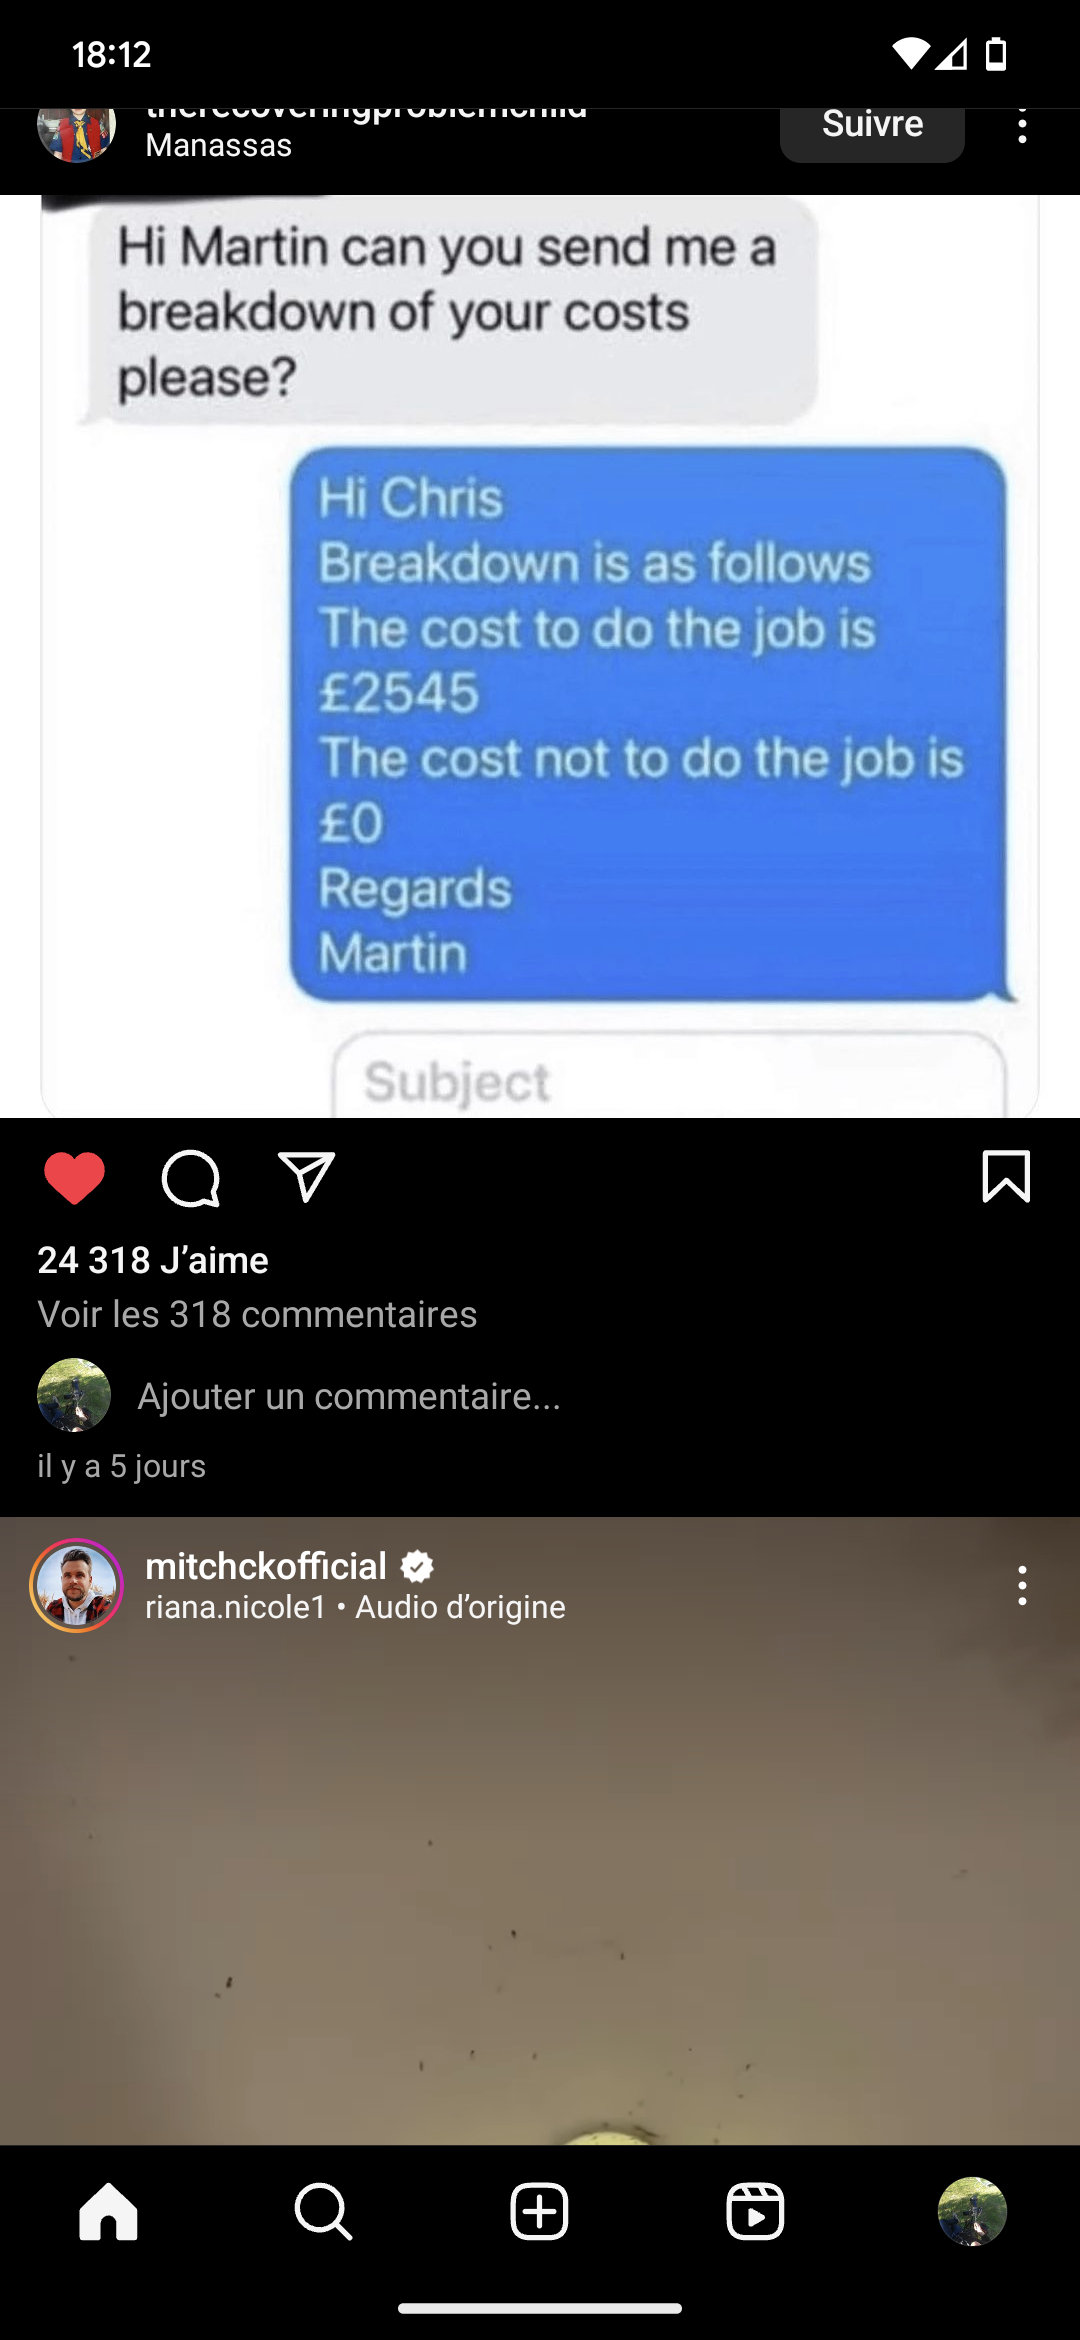 18:12
therecoveringproblemchild
Manassas
Suivre
Hi Martin can you send me a
breakdown of your costs
please?
Hi Chris
Breakdown is as follows
The cost to do the job is
£2545
The cost not to do the job is
£0
Regards
Martin
Subject
24 318 J’aime
Voir les 318 commentaires
Ajouter un commentaire...
il y a 5 jours
mitchckofficial
riana.nicole1 • Audio d’origine